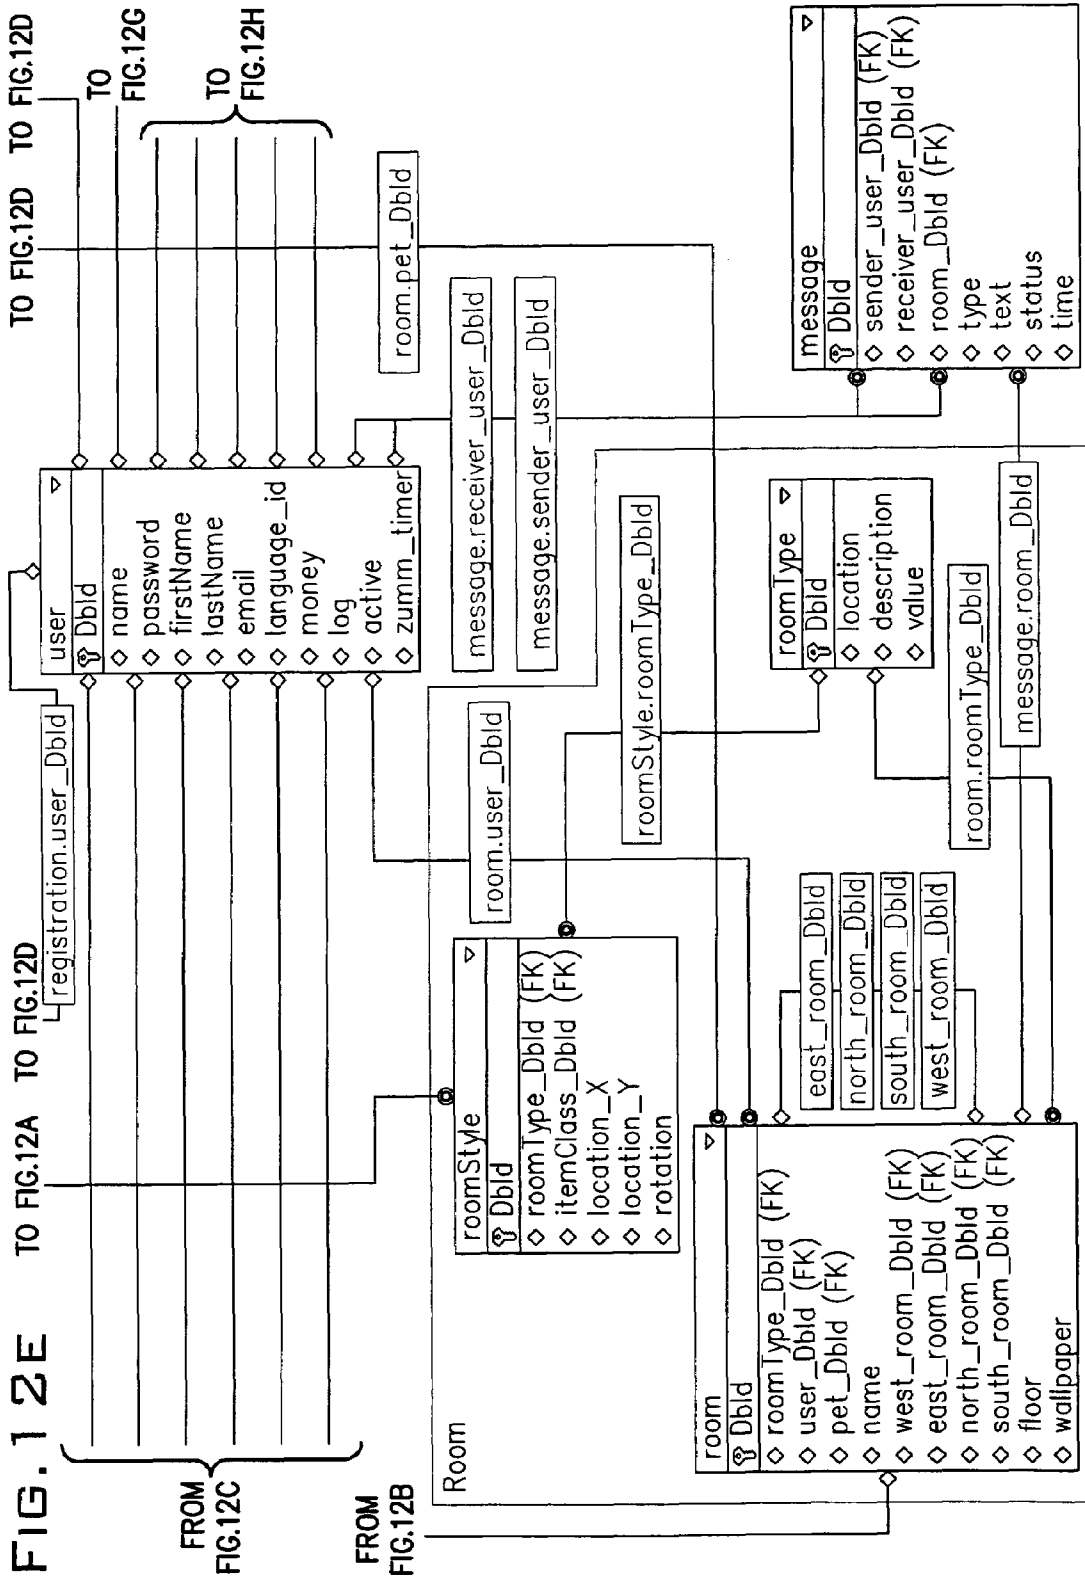 FIG. 12E
TO FIG.12A
TO FIG.12D
TO FIG.12D
TO FIG.12D
registration.user_DbId
FROM
FIG.12C
user
DbId
name
password
firstName
lastName
email
language_id
money
log
active
zumm_timer
TO
FIG.12G
TO
FIG.12H
room.pet_DbId
FROM
FIG.12B
Room
roomStyle
DbId
roomType_DbId (FK)
itemClass_DbId (FK)
location_X
location_Y
rotation
room.user_DbId
message.receiver_user_DbId
message.sender_user_DbId
roomStyle.roomType_DbId
room
DbId
roomType_DbId (FK)
user_DbId (FK)
pet_DbId (FK)
name
west_room_DbId (FK)
east_room_DbId (FK)
north_room_DbId (FK)
south_room_DbId (FK)
floor
wallpaper
east_room_DbId
north_room_DbId
south_room_DbId
west_room_DbId
roomType
DbId
location
description
value
room.roomType_DbId
message.room_DbId
message
DbId
sender_user_DbId (FK)
receiver_user_DbId (FK)
room_DbId (FK)
type
text
status
time